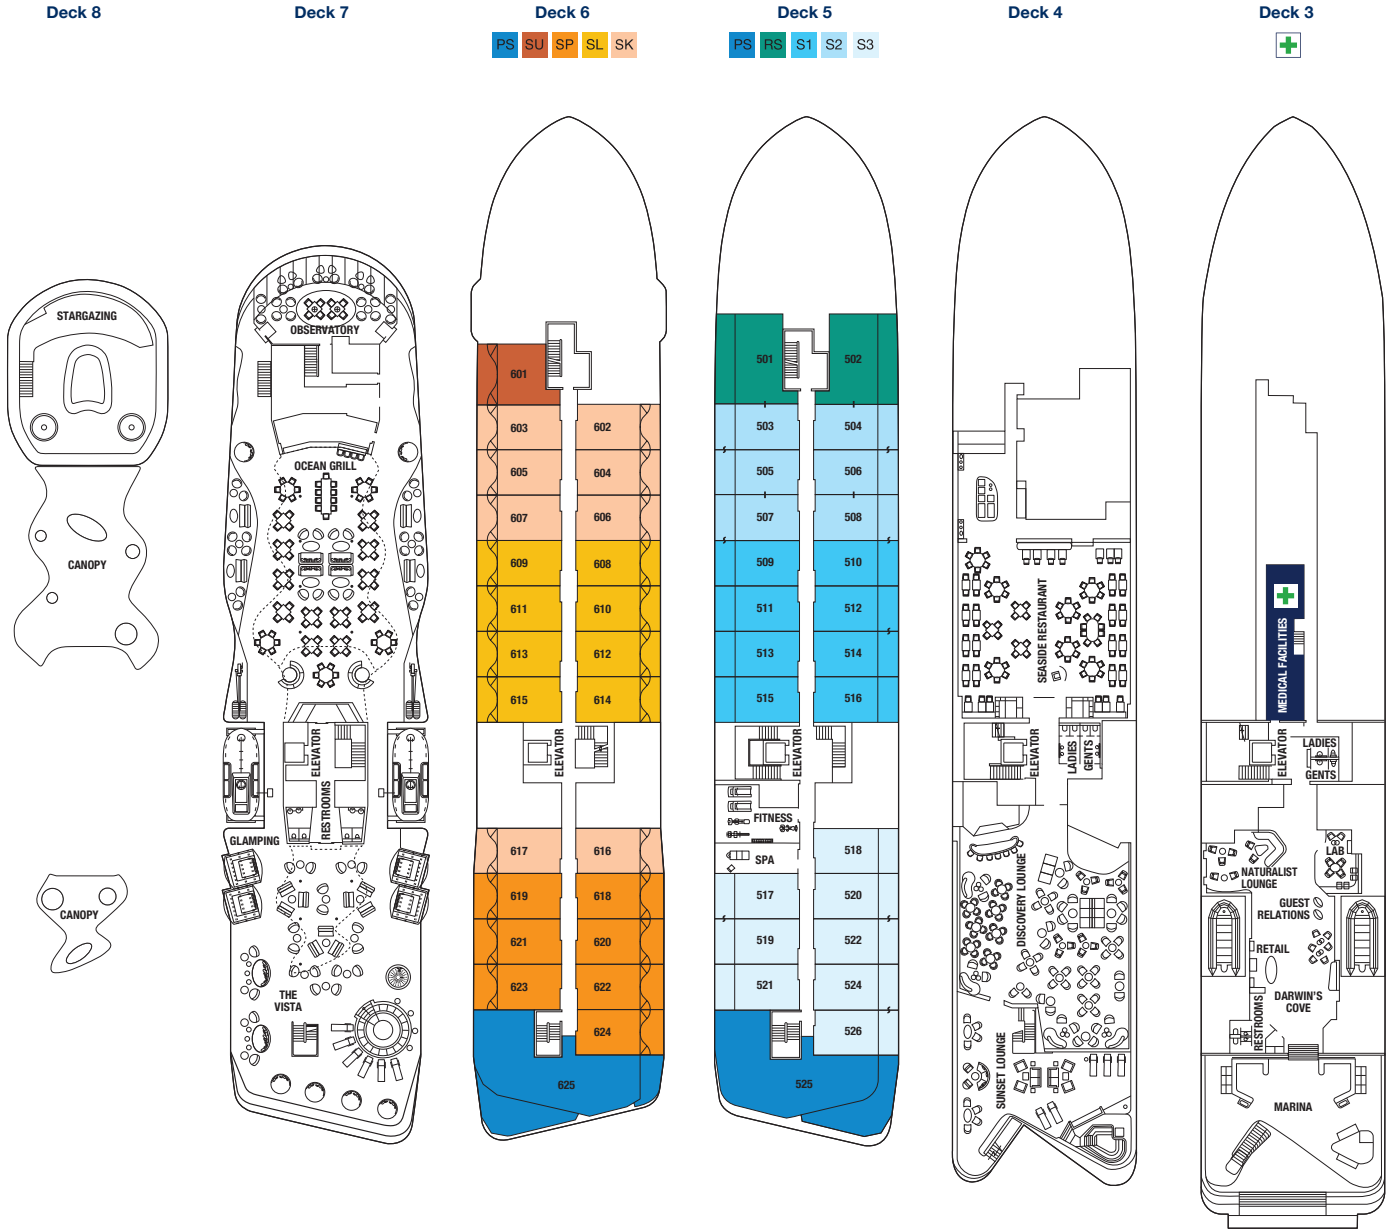 Deck 8
Deck 7
Deck 6
Deck 5
Deck 4
Deck 3
PS SU SP SL SK
PS RS S1 S2 S3
STARGAZING
CANOPY
CANOPY
OBSERVATORY
OCEAN GRILL
ELEVATOR
RESTROOMS
GLAMPING
THE
VISTA
601
603 602
605 604
607 606
609 608
611 610
613 612
615 614
ELEVATOR
617 616
619 618
621 620
623 622
624
625
501 502
503 504
505 506
507 508
509 510
511 512
513 514
515 516
ELEVATOR
FITNESS
SPA
518
517 520
519 522
521 524
526
525
SEASIDE RESTAURANT
ELEVATOR
LADIES
GENTS
DISCOVERY LOUNGE
SUNSET LOUNGE
MEDICAL FACILITIES
ELEVATOR
LADIES
GENTS
LAB
NATURALIST
LOUNGE
GUEST
RELATIONS
RETAIL
DARWIN'S
COVE
RESTROOMS
MARINA